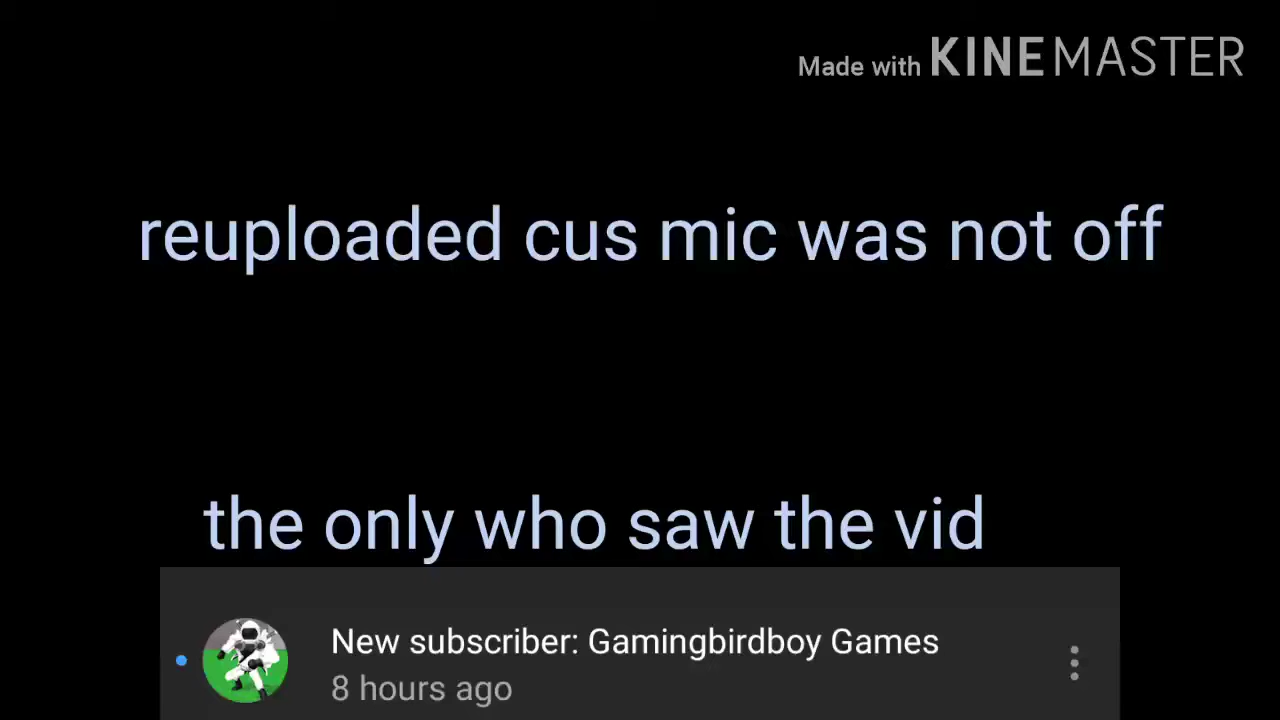 Made with KINEMASTER
reuploaded cus mic was not off
the only who saw the vid
New subscriber: Gamingbirdboy Games
8 hours ago